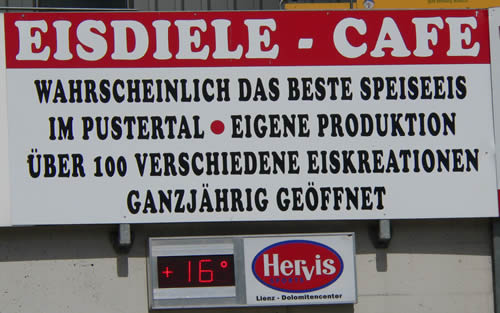 EISDIELE - CAFE
WAHRSCHEINLICH DAS BESTE SPEISEEIS
IM PUSTERTAL • EIGENE PRODUKTION
ÜBER 100 VERSCHIEDENE EISKREATIONEN
GANZJÄHRIG GEÖFFNET
+16°
Hervis
Lienz - Dolomitencenter